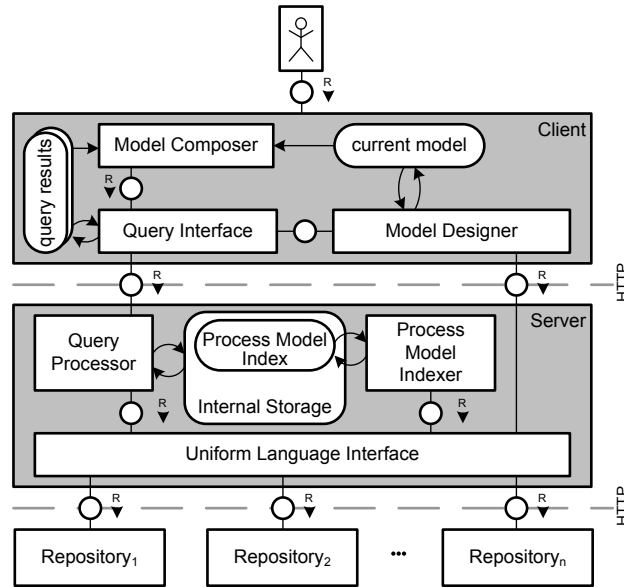 R
Client
Model Composer
current model
query results
R
Query Interface
Model Designer
R
R
HTTP
Server
Query
Processor
Process Model
Index
Process
Model
Indexer
Internal Storage
R
R
Uniform Language Interface
R
R
R
HTTP
Repository1
Repository2
...
Repositoryn